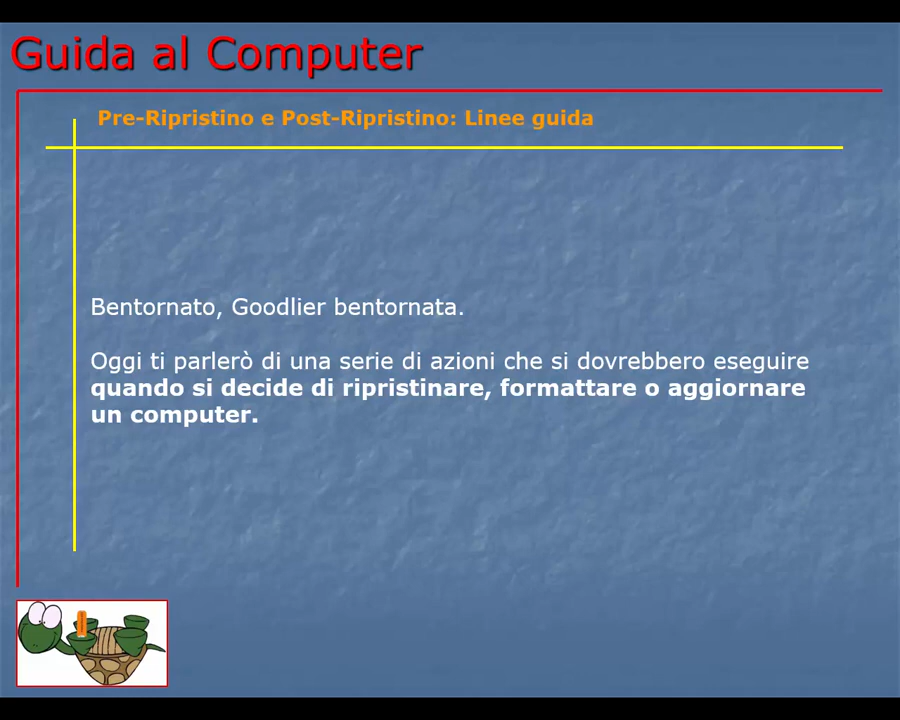 Guida al Computer
Pre-Ripristino e Post-Ripristino: Linee guida
Bentornato, Goodlier bentornata.
Oggi ti parlerò di una serie di azioni che si dovrebbero eseguire
quando si decide di ripristinare, formattare o aggiornare
un computer.